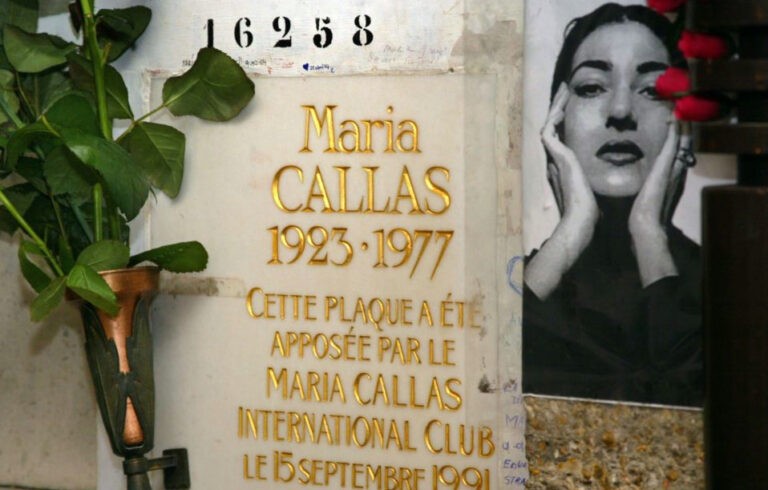 16258
Maria
CALLAS
1923·1977
CETTE PLAQUE A ÉTÉ
APPOSÉE PAR LE
MARIA CALLAS
INTERNATIONAL CLUB
LE 15 SEPTEMBRE 1991